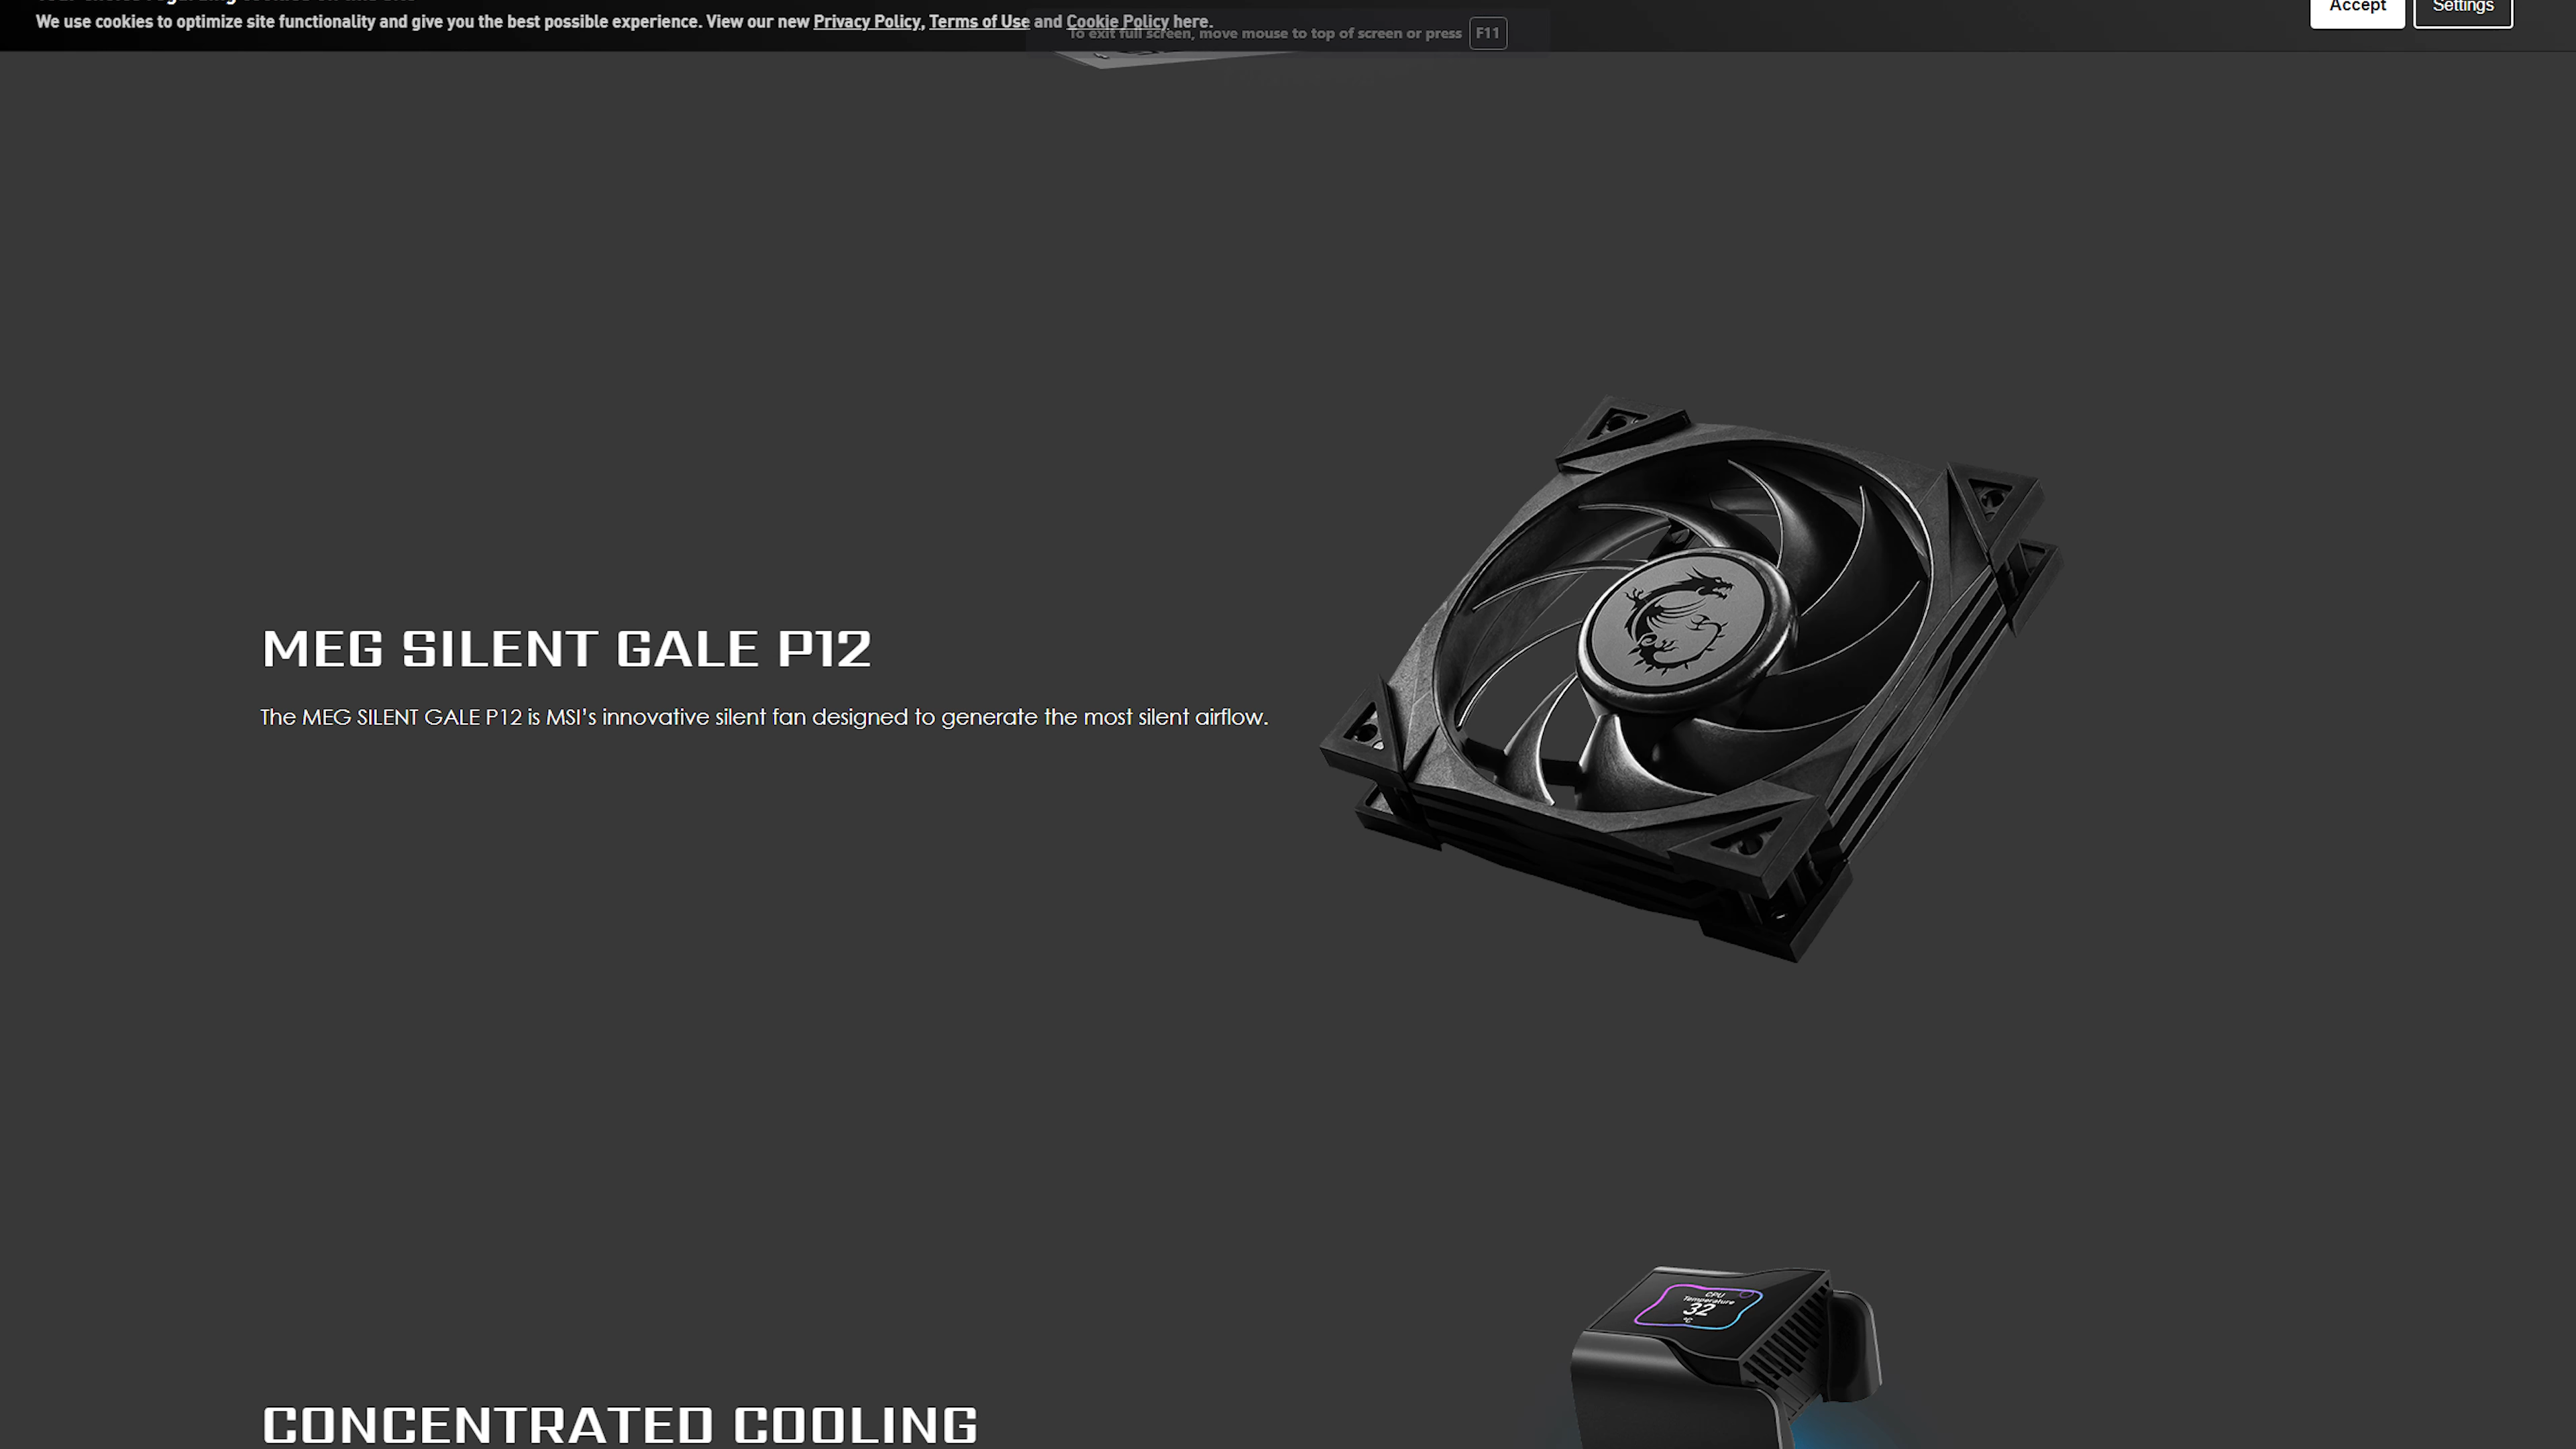 We use cookies to optimize site functionality and give you the best possible experience. View our new Privacy Policy, Terms of Use and Cookie Policy here.
Accept
Settings
To exit full screen, move mouse to top of screen or press F11
MEG SILENT GALE P12
The MEG SILENT GALE P12 is MSI’s innovative silent fan designed to generate the most silent airflow.
CPU
Temperature
32
°C
CONCENTRATED COOLING